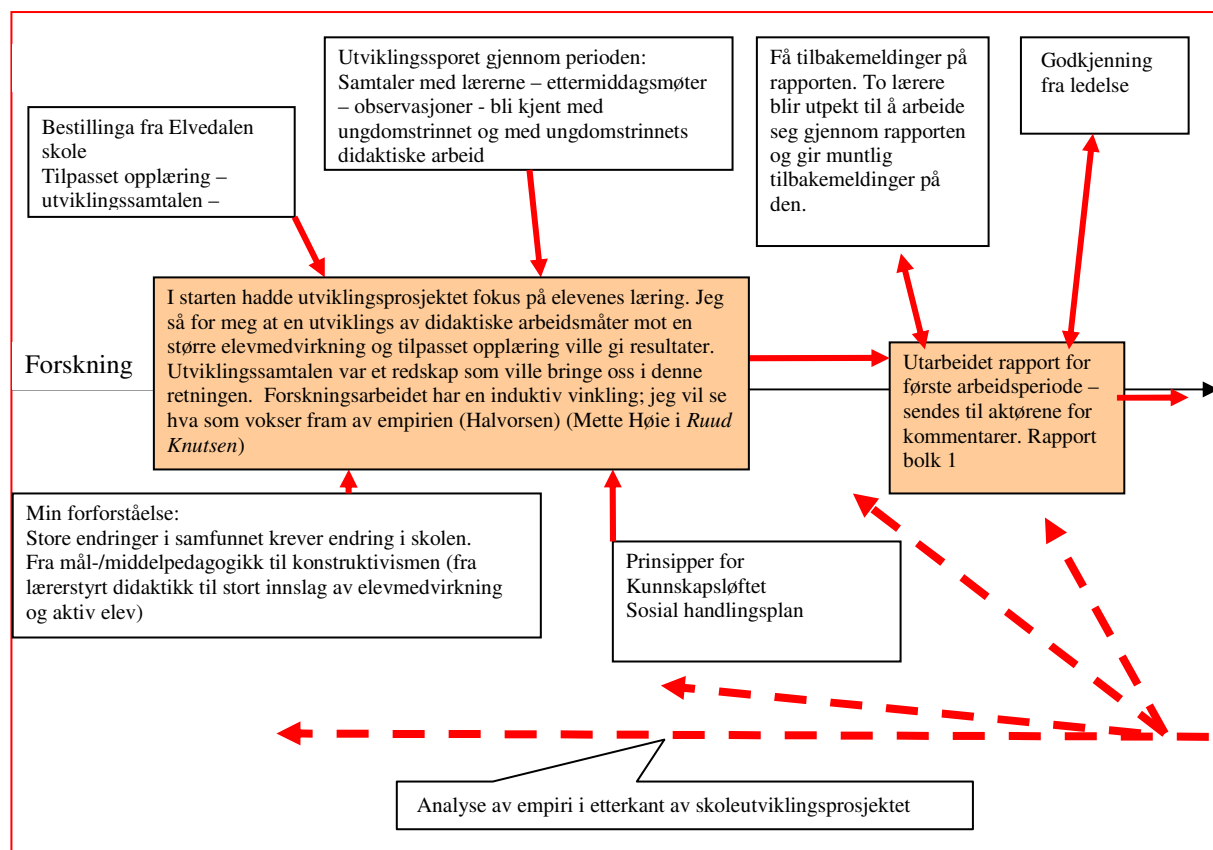 Utviklingssporet gjennom perioden:
Samtaler med lærerne – ettermiddagsmøter
– observasjoner - bli kjent med
ungdomstrinnet og med ungdomstrinnets
didaktiske arbeid
Få tilbakemeldinger på
rapporten. To lærere
blir utpekt til å arbeide
seg gjennom rapporten
og gir muntlig
tilbakemeldinger på
den.
Godkjenning
fra ledelse
Bestillinga fra Elvedalen
skole
Tilpasset opplæring –
utviklingssamtalen –
Forskning
I starten hadde utviklingsprosjektet fokus på elevenes læring. Jeg
så for meg at en utviklings av didaktiske arbeidsmåter mot en
større elevmedvirkning og tilpasset opplæring ville gi resultater.
Utviklingssamtalen var et redskap som ville bringe oss i denne
retningen.  Forskningsarbeidet har en induktiv vinkling; jeg vil se
hva som vokser fram av empirien (Halvorsen) (Mette Høie i Ruud
Knutsen)
Utarbeidet rapport for
første arbeidsperiode –
sendes til aktørene for
kommentarer. Rapport
bolk 1
Min forforståelse:
Store endringer i samfunnet krever endring i skolen.
Fra mål-/middelpedagogikk til konstruktivismen (fra
lærerstyrt didaktikk til stort innslag av elevmedvirkning
og aktiv elev)
Prinsipper for
Kunnskapsløftet
Sosial handlingsplan
Analyse av empiri i etterkant av skoleutviklingsprosjektet